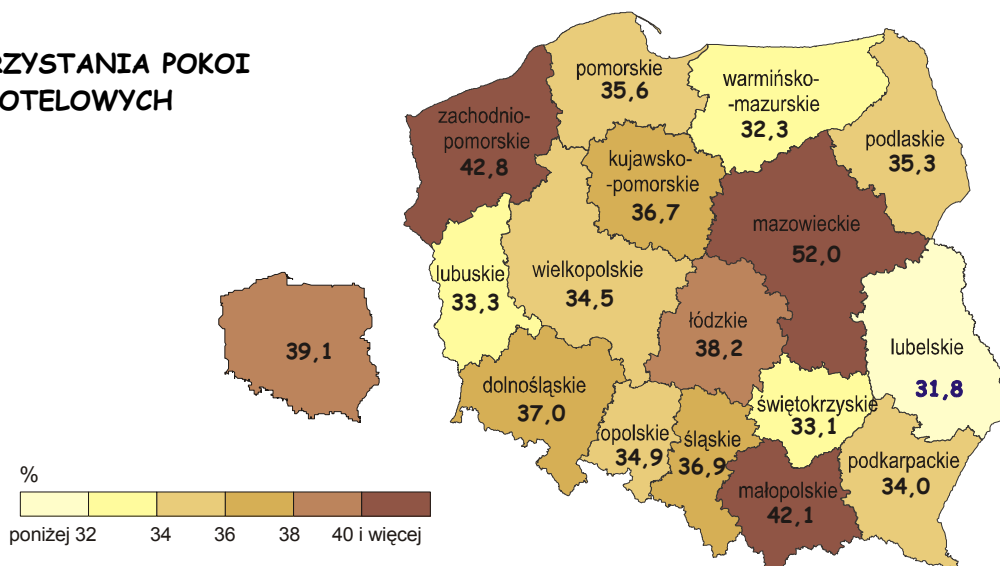 RZYSTANIA POKOI
OTELOWYCH
pomorskie
35,6
warmińsko-
-mazurskie
32,3
zachodnio-
pomorskie
42,8
kujawsko-
-pomorskie
36,7
podlaskie
35,3
mazowieckie
52,0
lubuskie
33,3
wielkopolskie
34,5
39,1
łódzkie
38,2
lubelskie
31,8
dolnośląskie
37,0
świętokrzyskie
33,1
opolskie
34,9
śląskie
36,9
podkarpackie
34,0
małopolskie
42,1
%
poniżej 32 34 36 38 40 i więcej